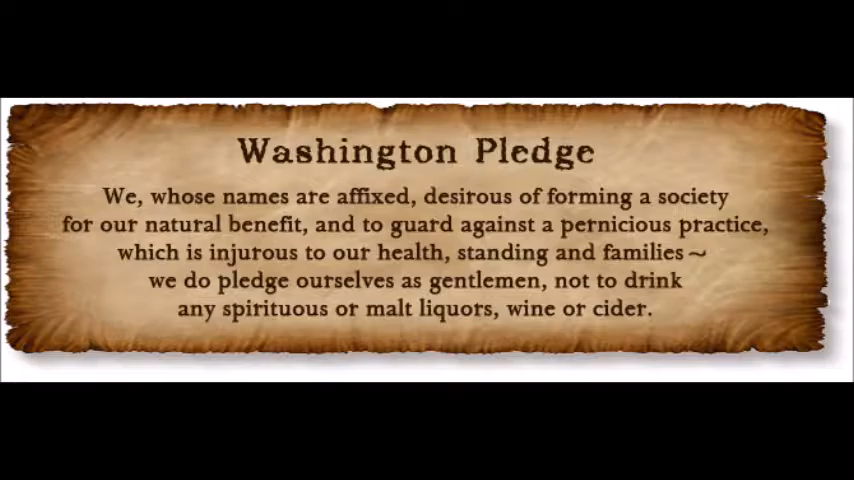 Washington Pledge
We, whose names are affixed, desirous of forming a society
for our natural benefit, and to guard against a pernicious practice,
which is injurous to our health, standing and families ~
we do pledge ourselves as gentlemen, not to drink
any spirituous or malt liquors, wine or cider.